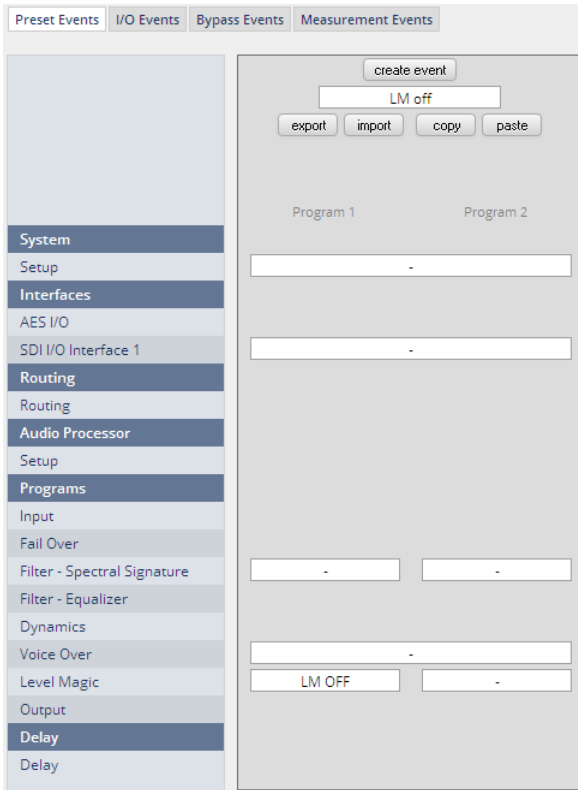 Preset Events I/O Events Bypass Events Measurement Events
create event
LM off
export import copy paste
Program 1 Program 2
System
Setup -
Interfaces
AES I/O
SDI I/O Interface 1 -
Routing
Routing
Audio Processor
Setup
Programs
Input
Fail Over
Filter - Spectral Signature - -
Filter - Equalizer
Dynamics
Voice Over -
Level Magic LM OFF -
Output
Delay
Delay